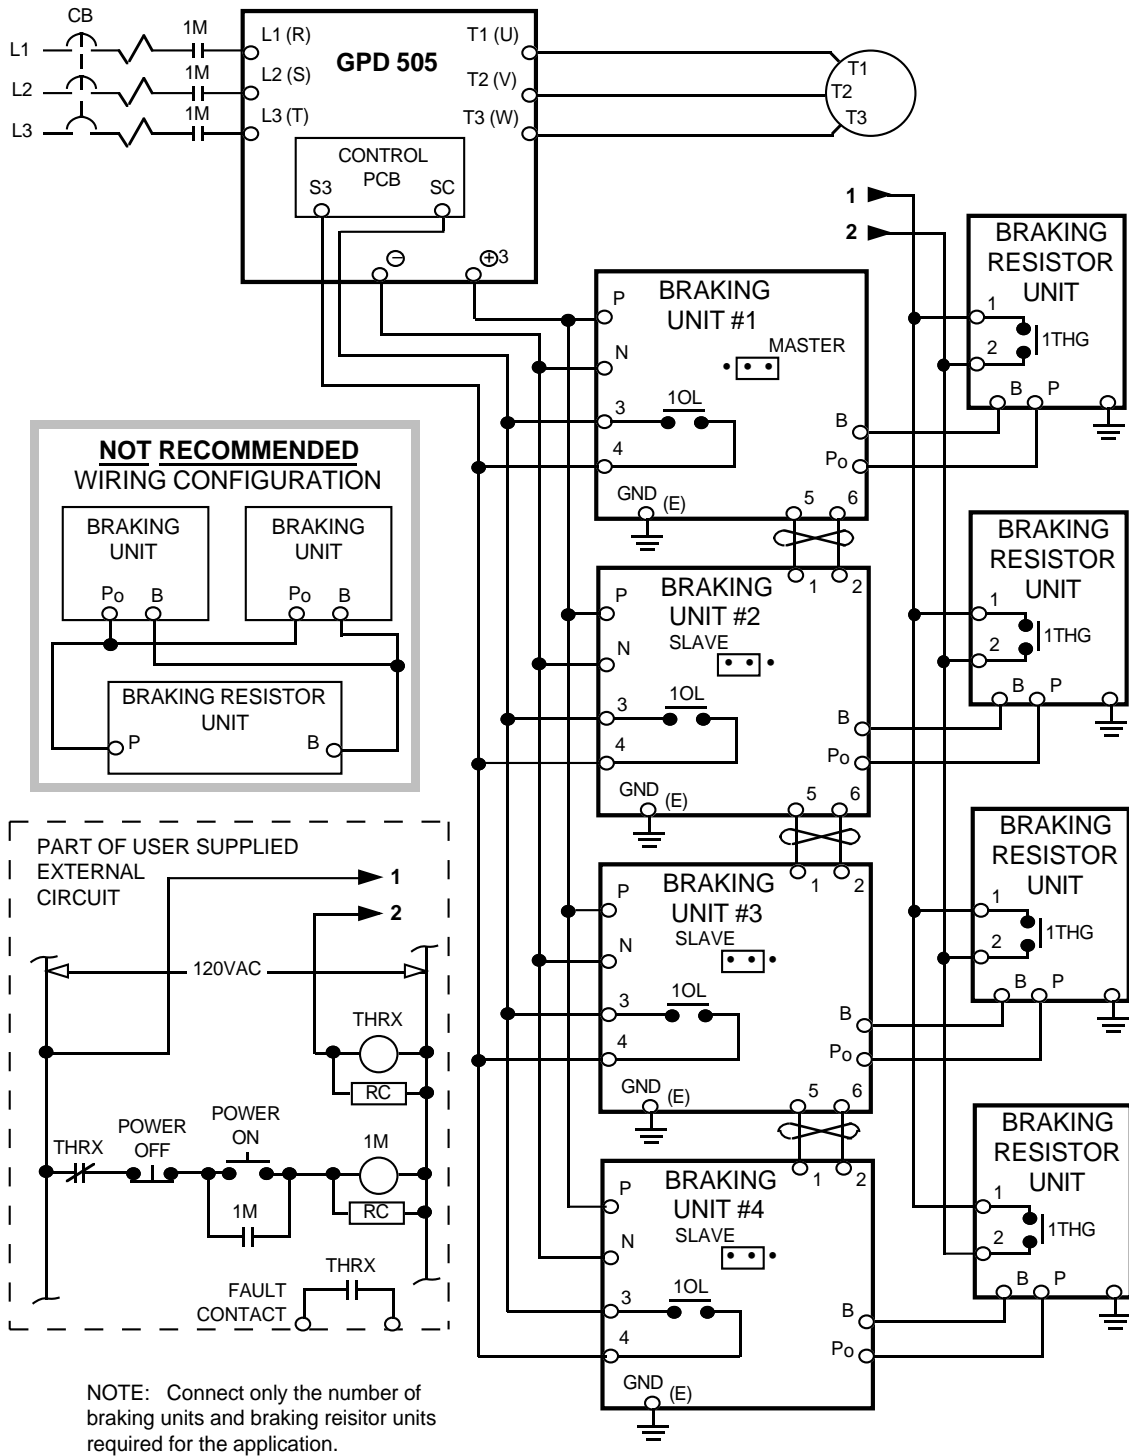 CB
L1
1M
L1 (R)
GPD 505
T1 (U)
T1
L2
1M
L2 (S)
T2 (V)
T2
L3
1M
L3 (T)
T3 (W)
T3
CONTROL
PCB
S3
SC
−
+3
1
2
BRAKING
UNIT #1
P
N
MASTER
3
1OL
4
B
Po
GND (E)
5
6
BRAKING
RESISTOR
UNIT
1
2
1THG
B
P
NOT RECOMMENDED
WIRING CONFIGURATION
BRAKING
UNIT
BRAKING
UNIT
Po
B
Po
B
BRAKING RESISTOR
UNIT
P
B
1
2
BRAKING
UNIT #2
P
N
SLAVE
3
1OL
4
B
Po
GND (E)
5
6
BRAKING
RESISTOR
UNIT
1
2
1THG
B
P
1
2
BRAKING
UNIT #3
P
N
SLAVE
3
1OL
4
B
Po
GND (E)
5
6
BRAKING
RESISTOR
UNIT
1
2
1THG
B
P
1
2
BRAKING
UNIT #4
P
N
SLAVE
3
1OL
4
B
Po
GND (E)
BRAKING
RESISTOR
UNIT
1
2
1THG
B
P
PART OF USER SUPPLIED
EXTERNAL
CIRCUIT
1
2
120VAC
THRX
RC
THRX
POWER
OFF
POWER
ON
1M
1M
RC
FAULT
CONTACT
THRX
NOTE: Connect only the number of
braking units and braking reisitor units
required for the application.